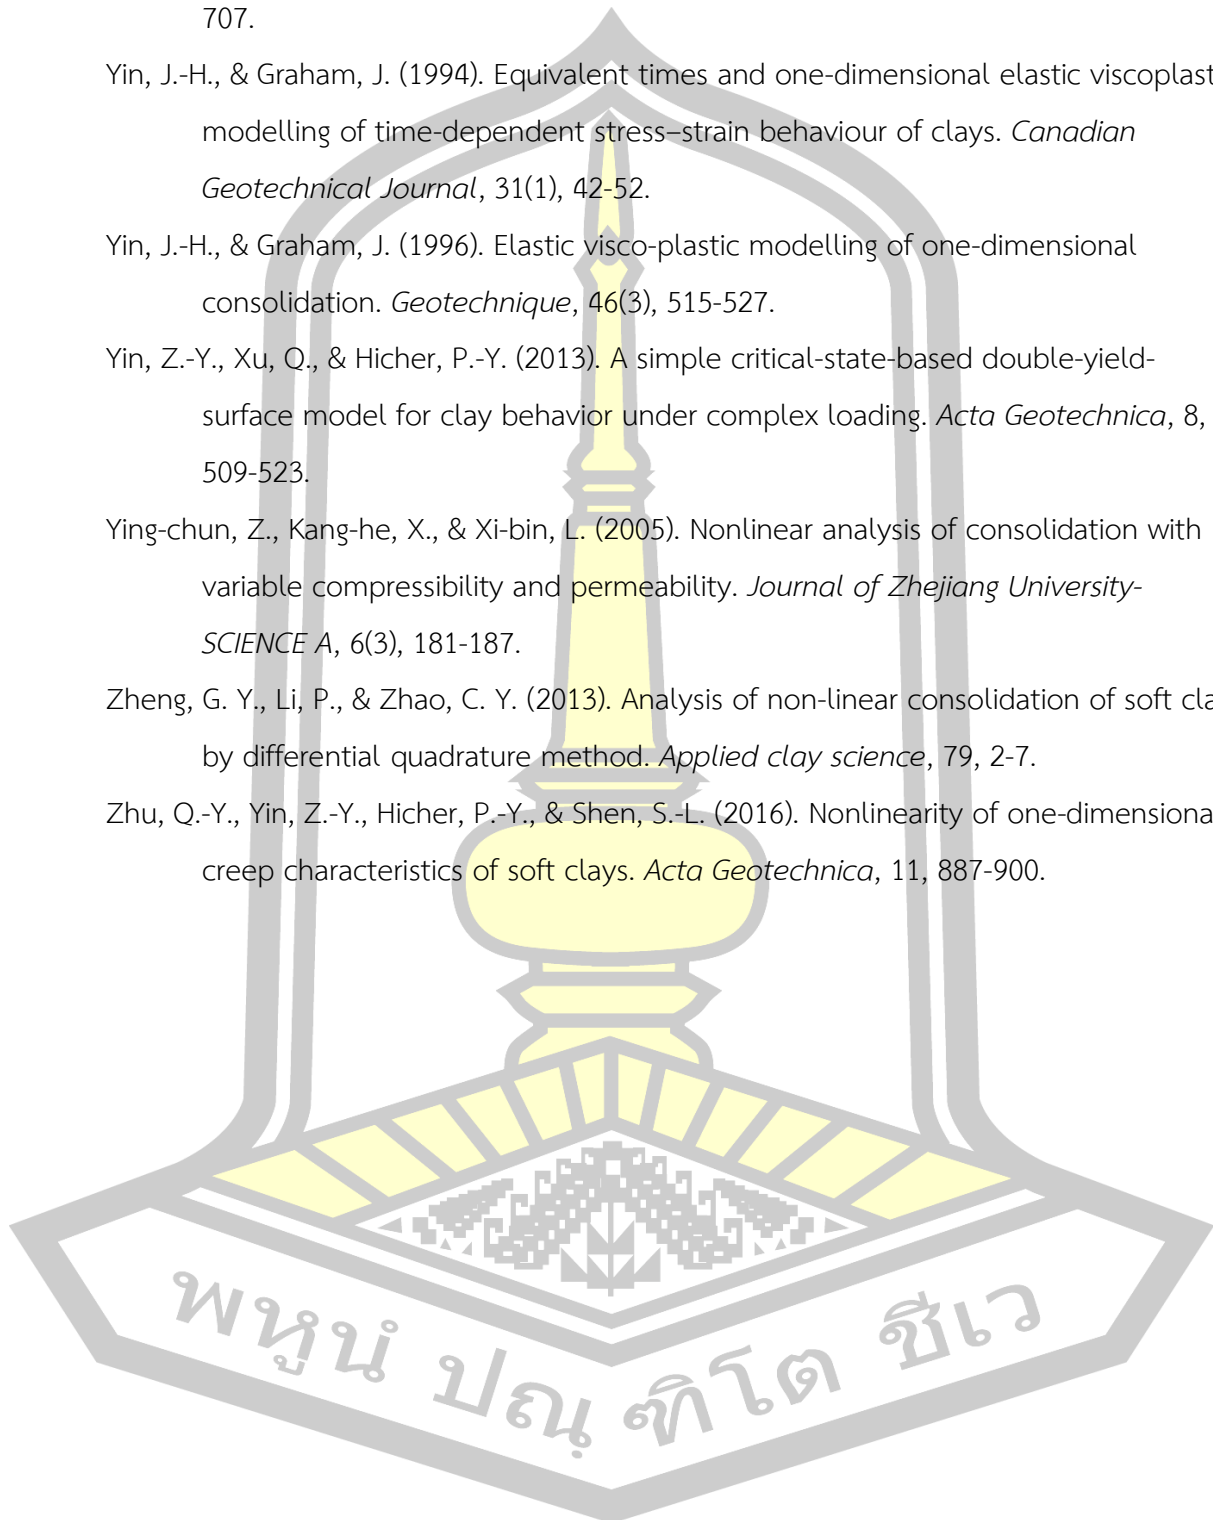 707.
Yin, J.-H., & Graham, J. (1994). Equivalent times and one-dimensional elastic viscoplast
modelling of time-dependent stress–strain behaviour of clays. Canadian
Geotechnical Journal, 31(1), 42-52.
Yin, J.-H., & Graham, J. (1996). Elastic visco-plastic modelling of one-dimensional
consolidation. Geotechnique, 46(3), 515-527.
Yin, Z.-Y., Xu, Q., & Hicher, P.-Y. (2013). A simple critical-state-based double-yield-
surface model for clay behavior under complex loading. Acta Geotechnica, 8,
509-523.
Ying-chun, Z., Kang-he, X., & Xi-bin, L. (2005). Nonlinear analysis of consolidation with
variable compressibility and permeability. Journal of Zhejiang University-
SCIENCE A, 6(3), 181-187.
Zheng, G. Y., Li, P., & Zhao, C. Y. (2013). Analysis of non-linear consolidation of soft cla
by differential quadrature method. Applied clay science, 79, 2-7.
Zhu, Q.-Y., Yin, Z.-Y., Hicher, P.-Y., & Shen, S.-L. (2016). Nonlinearity of one-dimensiona
creep characteristics of soft clays. Acta Geotechnica, 11, 887-900.
พหูนํ ปณฺ ฑิโต ชีเว